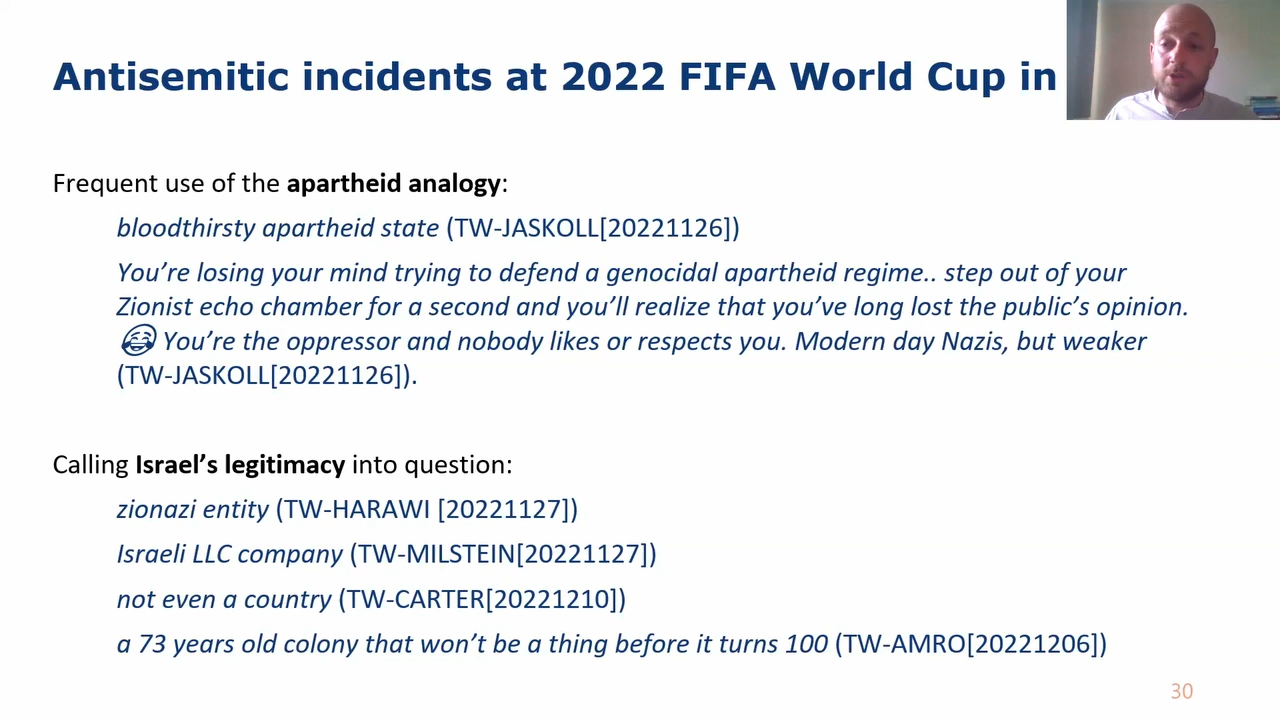 Antisemitic incidents at 2022 FIFA World Cup in
Frequent use of the apartheid analogy:
bloodthirsty apartheid state (TW-JASKOLL[20221126])
You’re losing your mind trying to defend a genocidal apartheid regime.. step out of your
Zionist echo chamber for a second and you’ll realize that you’ve long lost the public’s opinion.
😂 You’re the oppressor and nobody likes or respects you. Modern day Nazis, but weaker
(TW-JASKOLL[20221126]).
Calling Israel’s legitimacy into question:
zionazi entity (TW-HARAWI [20221127])
Israeli LLC company (TW-MILSTEIN[20221127])
not even a country (TW-CARTER[20221210])
a 73 years old colony that won’t be a thing before it turns 100 (TW-AMRO[20221206])
30